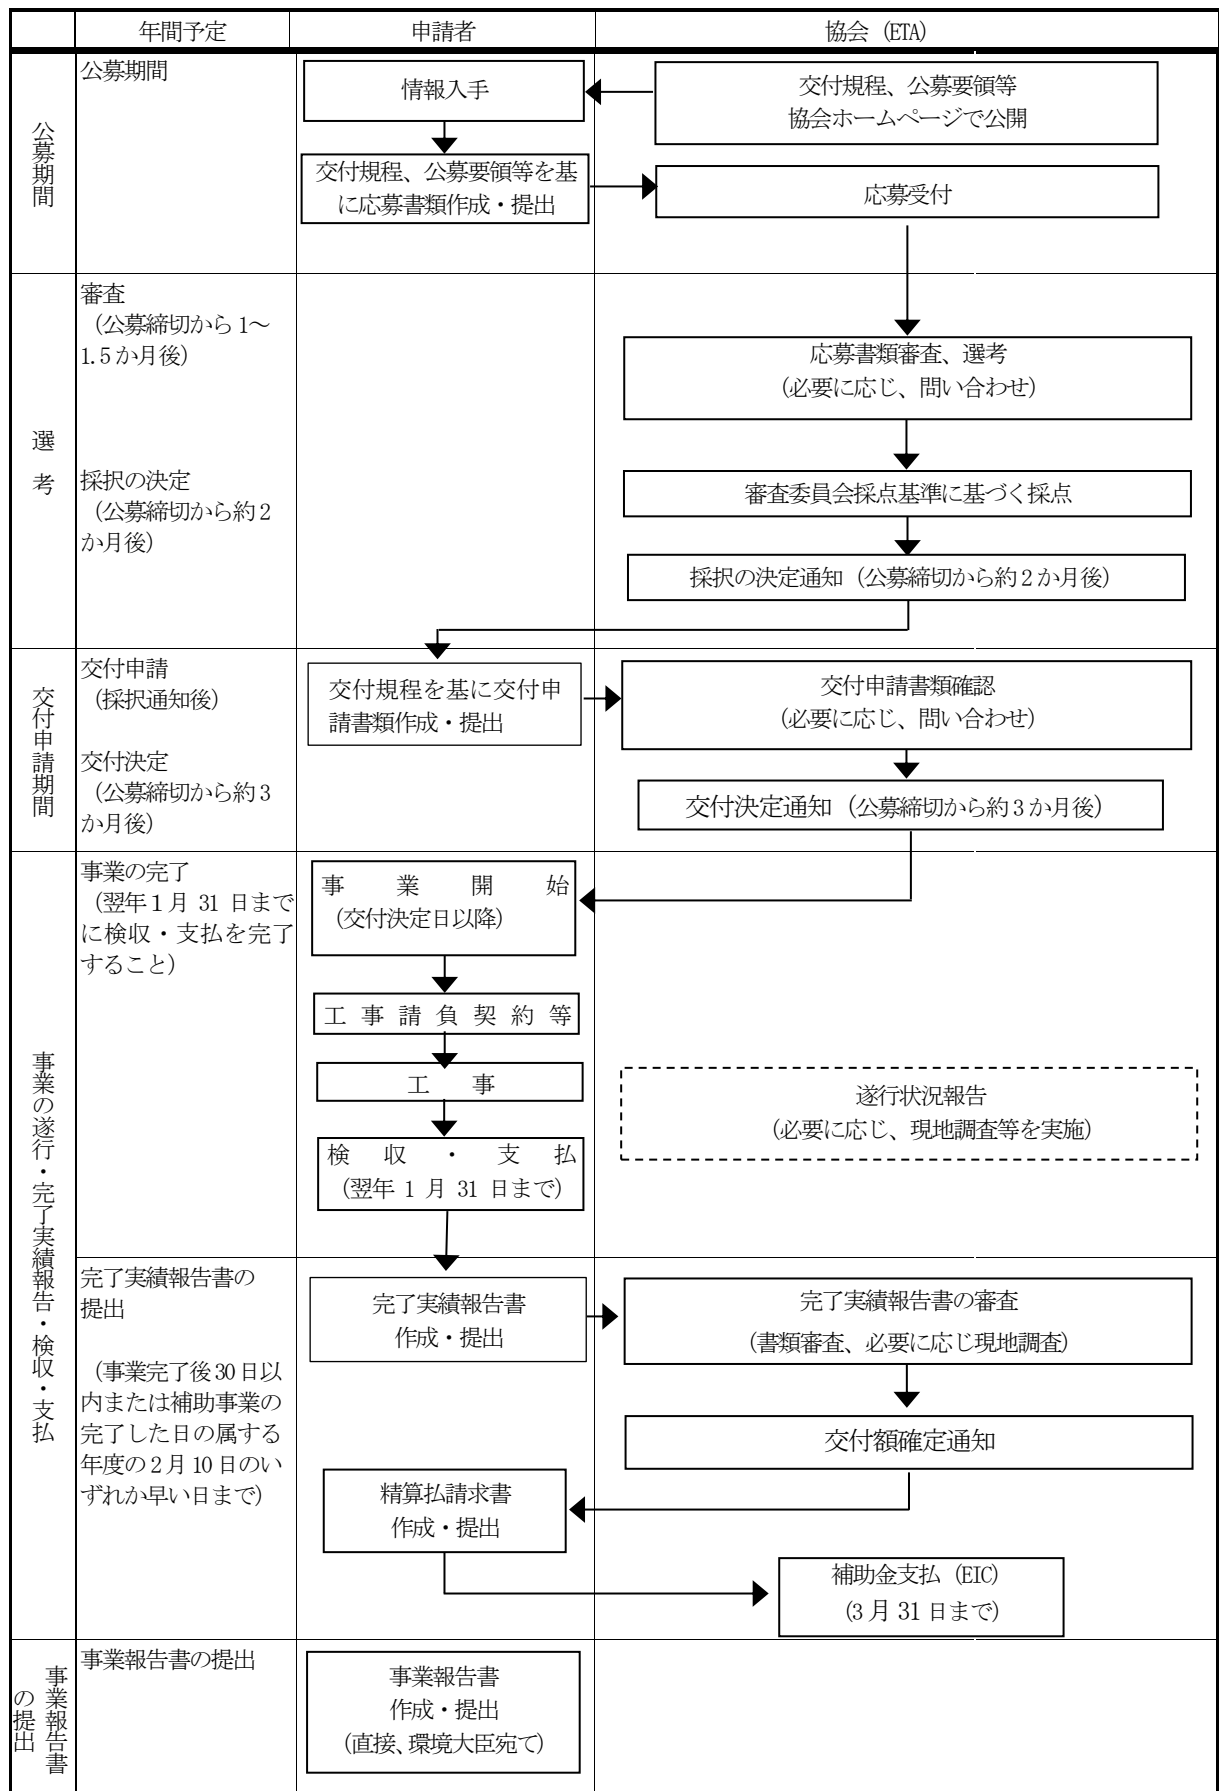 年間予定
申請者
協会（ETA）
公募期間
公募期間
情報入手
交付規程、公募要領等
協会ホームページで公開
交付規程、公募要領等を基
に応募書類作成・提出
応募受付
選考
審査
（公募締切から 1～
1.5 か月後）
応募書類審査、選考
（必要に応じ、問い合わせ）
採択の決定
（公募締切から約 2
か月後）
審査委員会採点基準に基づく採点
採択の決定通知（公募締切から約 2 か月後）
交付申請期間
交付申請
（採択通知後）
交付規程を基に交付申
請書類作成・提出
交付申請書類確認
（必要に応じ、問い合わせ）
交付決定
（公募締切から約 3
か月後）
交付決定通知（公募締切から約 3 か月後）
事業の遂行・完了実績報告・検収・支払
事業の完了
（翌年 1 月 31 日まで
に検収・支払を完了
すること）
事業開始
（交付決定日以降）
工事請負契約等
工事
遂行状況報告
（必要に応じ、現地調査等を実施）
検収・支払
（翌年 1 月 31 日まで）
完了実績報告書の
提出
（事業完了後 30 日以
内または補助事業の
完了した日の属する
年度の 2 月 10 日のい
ずれか早い日まで）
完了実績報告書
作成・提出
完了実績報告書の審査
（書類審査、必要に応じ現地調査）
交付額確定通知
精算払請求書
作成・提出
補助金支払（EIC）
（3 月 31 日まで）
事業報告書
の提出
事業報告書の提出
事業報告書
作成・提出
（直接、環境大臣宛て）